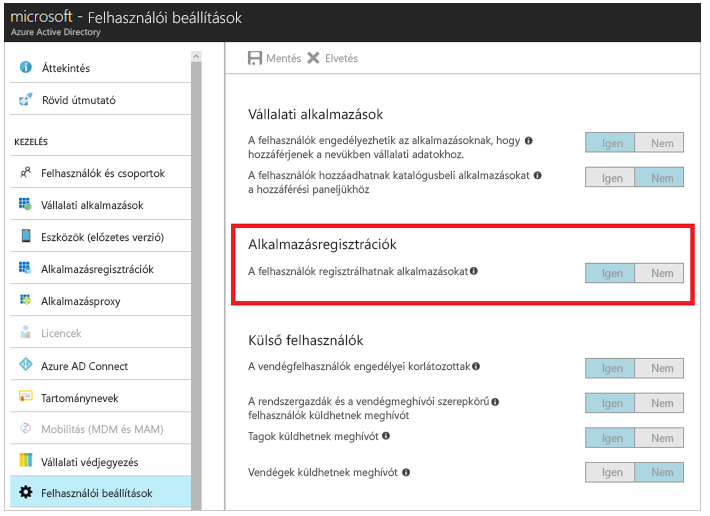 microsoft - Felhasználói beállítások
Azure Active Directory
Áttekintés
Rövid útmutató
KEZELÉS
Felhasználók és csoportok
Vállalati alkalmazások
Eszközök (előzetes verzió)
Alkalmazásregisztrációk
Alkalmazásproxy
Licencek
Azure AD Connect
Tartománynevek
Mobilitás (MDM és MAM)
Vállalati védjegyezés
Felhasználói beállítások
Mentés Elvetés
Vállalati alkalmazások
A felhasználók engedélyezhetik az alkalmazásoknak, hogy
hozzáférjenek a nevükben vállalati adatokhoz.
Igen Nem
A felhasználók hozzáadhatnak katalógusbeli alkalmazásokat
a hozzáférési paneljükhöz
Igen Nem
Alkalmazásregisztrációk
A felhasználók regisztrálhatnak alkalmazásokat
Igen Nem
Külső felhasználók
A vendégfelhasználók engedélyei korlátozottak
Igen Nem
A rendszergazdák és a vendégmeghívói szerepkörű
felhasználók küldhetnek meghívót
Igen Nem
Tagok küldhetnek meghívót
Igen Nem
Vendégek küldhetnek meghívót
Igen Nem